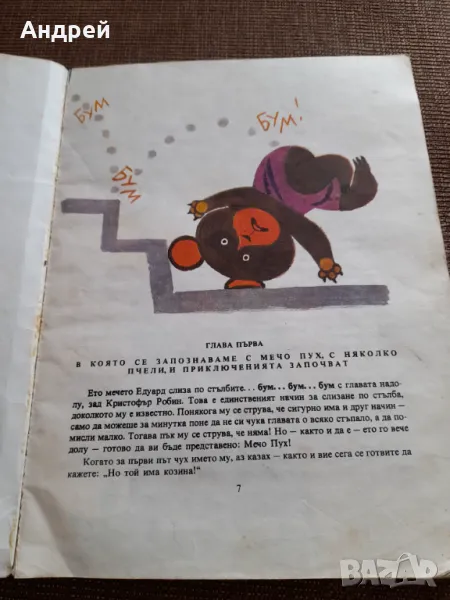 Андрей
БУМ
БУМ
БУМ!
ГЛАВА ПЪРВА
В КОЯТО СЕ ЗАПОЗНАВАМЕ С МЕЧО ПУХ, С НЯКОЛКО
ПЧЕЛИ, И ПРИКЛЮЧЕНИЯТА ЗАПОЧВАТ
Ето мечето Едуард слиза по стълбите... бум... бум... бум с главата надо-
лу, зад Кристофър Робин. Това е единственият начин за слизане по стълби,
доколкото му е известно. Понякога му се струва, че сигурно има и друг начин —
само да можеше за минутка поне да не си чука главата о всяко стъпало, а да по-
мисли малко. Тогава пък му се струва, че няма! Но — както и да е — ето го вече
долу — готово да ви бъде представено: Мечо Пух!
Когато за първи път чух името му, аз казах — както и вие сега се готвите да
кажете: „Но той има козина!“
7
bazar